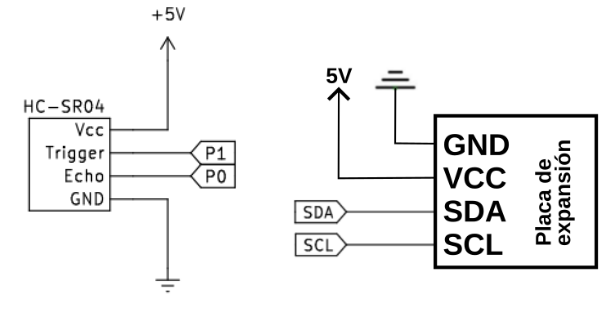 +5V
HC-SR04
Vcc
Trigger
P1
Echo
P0
GND
5V
GND
VCC
SDA
SDA
SCL
SCL
Placa de
expansión